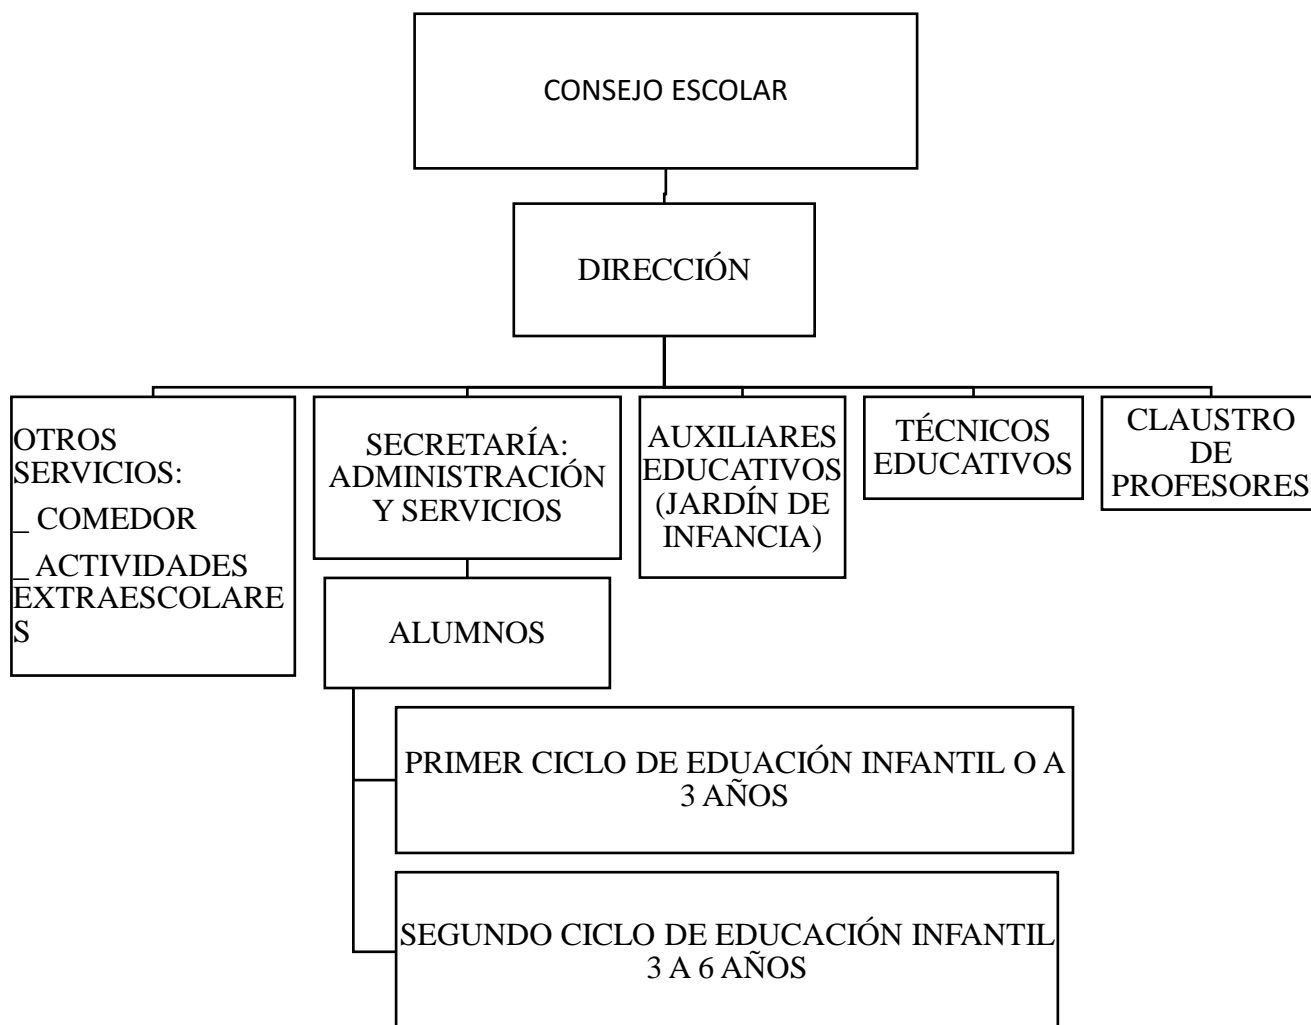 CONSEJO ESCOLAR
DIRECCIÓN
OTROS
SERVICIOS:
_ COMEDOR
_ ACTIVIDADES
EXTRAESCOLARE
S
SECRETARÍA:
ADMINISTRACIÓN
Y SERVICIOS
AUXILIARES
EDUCATIVOS
(JARDÍN DE
INFANCIA)
TÉCNICOS
EDUCATIVOS
CLAUSTRO
DE
PROFESORES
ALUMNOS
PRIMER CICLO DE EDUACIÓN INFANTIL O A
3 AÑOS
SEGUNDO CICLO DE EDUCACIÓN INFANTIL
3 A 6 AÑOS